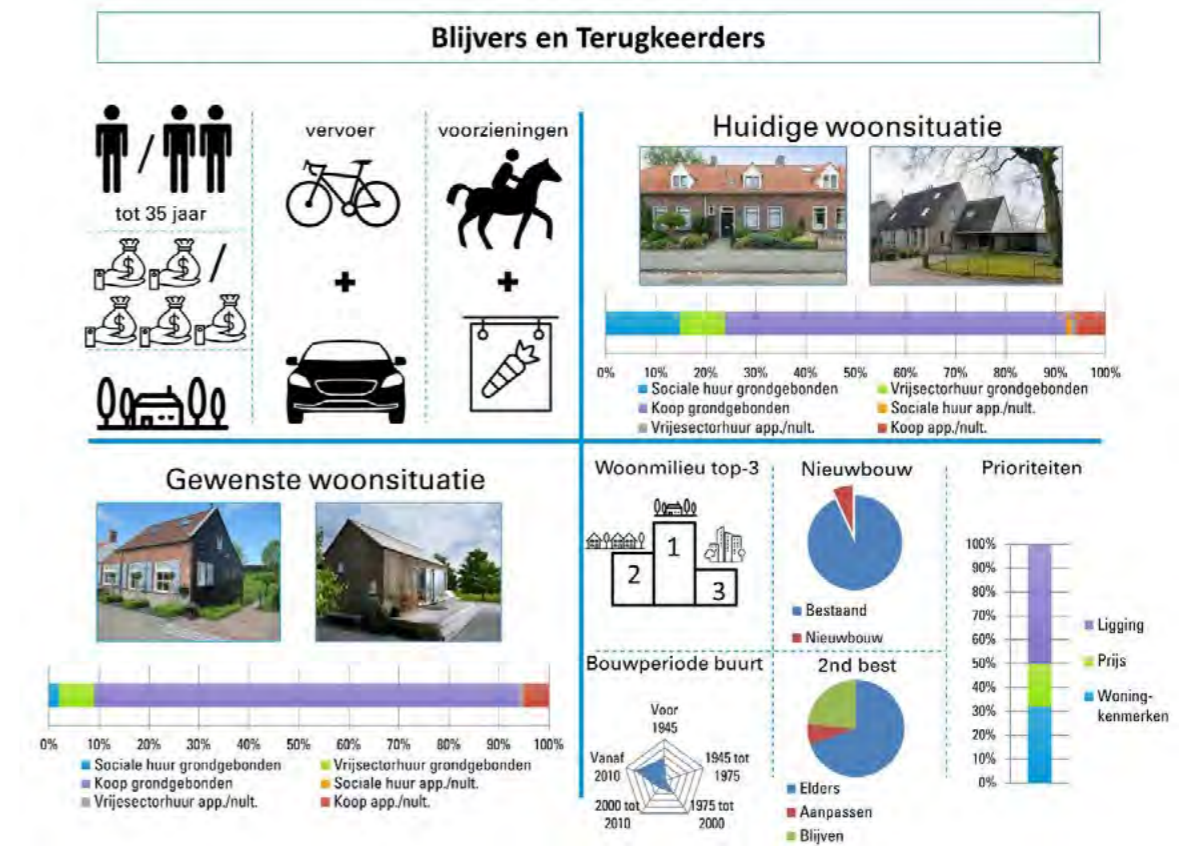 Blijvers en Terugkeerders
tot 35 jaar
$ $
$ $ $
vervoer
+
voorzieningen
+
Huidige woonsituatie
0% 10% 20% 30% 40% 50% 60% 70% 80% 90% 100%
Sociale huur grondgebonden
Vrijsectorhuur grondgebonden
Koop grondgebonden
Sociale huur app./nult.
Vrijesectorhuur app./nult.
Koop app./nult.
Gewenste woonsituatie
0% 10% 20% 30% 40% 50% 60% 70% 80% 90% 100%
Sociale huur grondgebonden
Vrijsectorhuur grondgebonden
Koop grondgebonden
Sociale huur app./nult.
Vrijesectorhuur app./nult.
Koop app./nult.
Woonmilieu top-3
1
2
3
Nieuwbouw
Bestaand
Nieuwbouw
Bouwperiode buurt
Voor
1945
1945 tot
1975
1975 tot
2000
2000 tot
2010
Vanaf
2010
2nd best
Elders
Aanpassen
Blijven
Prioriteiten
100%
90%
80%
70%
60%
50%
40%
30%
20%
10%
0%
Ligging
Prijs
Woning-
kenmerken